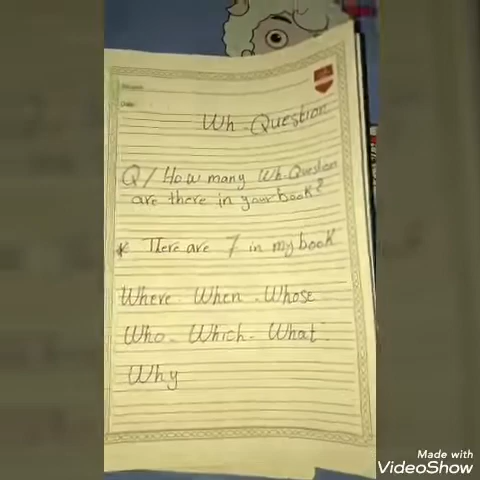 Wh-Question
Q/ How many Wh-Question
are there in your book?
* There are 7 in my book
Where - When - Whose
Who - Which - What -
Why
Made with
VideoShow